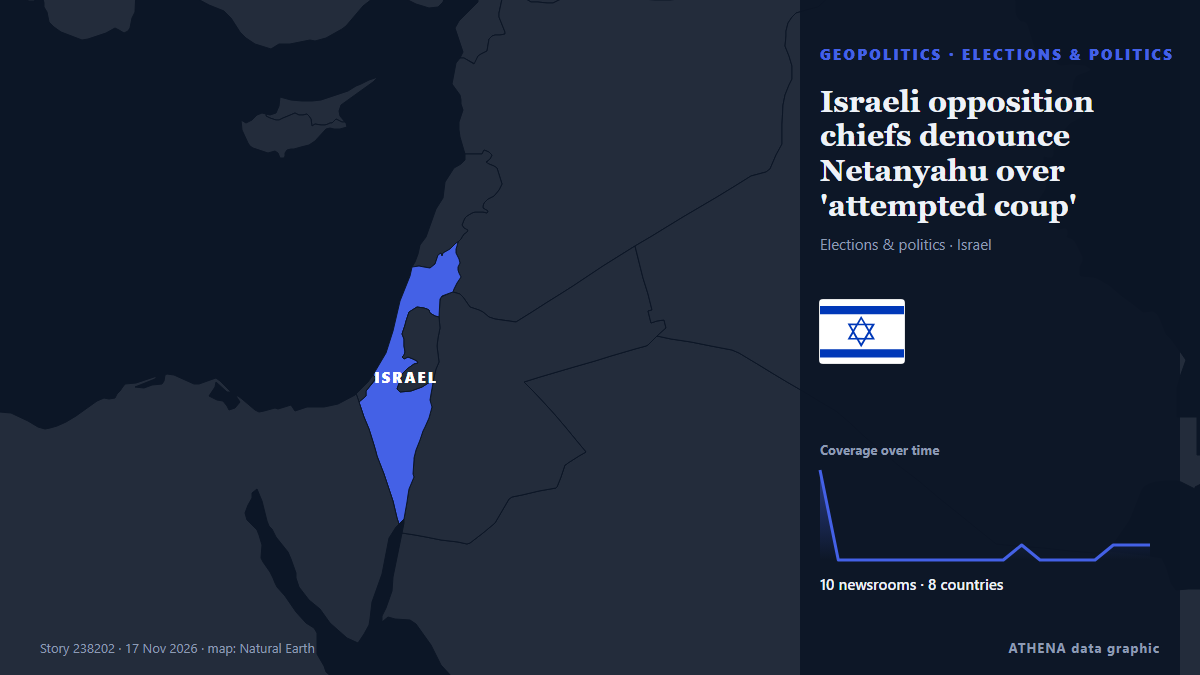 GEOPOLITICS · ELECTIONS & POLITICS
Israeli opposition
chiefs denounce
Netanyahu over
'attempted coup'
Elections & politics · Israel
ISRAEL
Coverage over time
10 newsrooms · 8 countries
Story 238202 · 17 Nov 2026 · map: Natural Earth
ATHENA data graphic